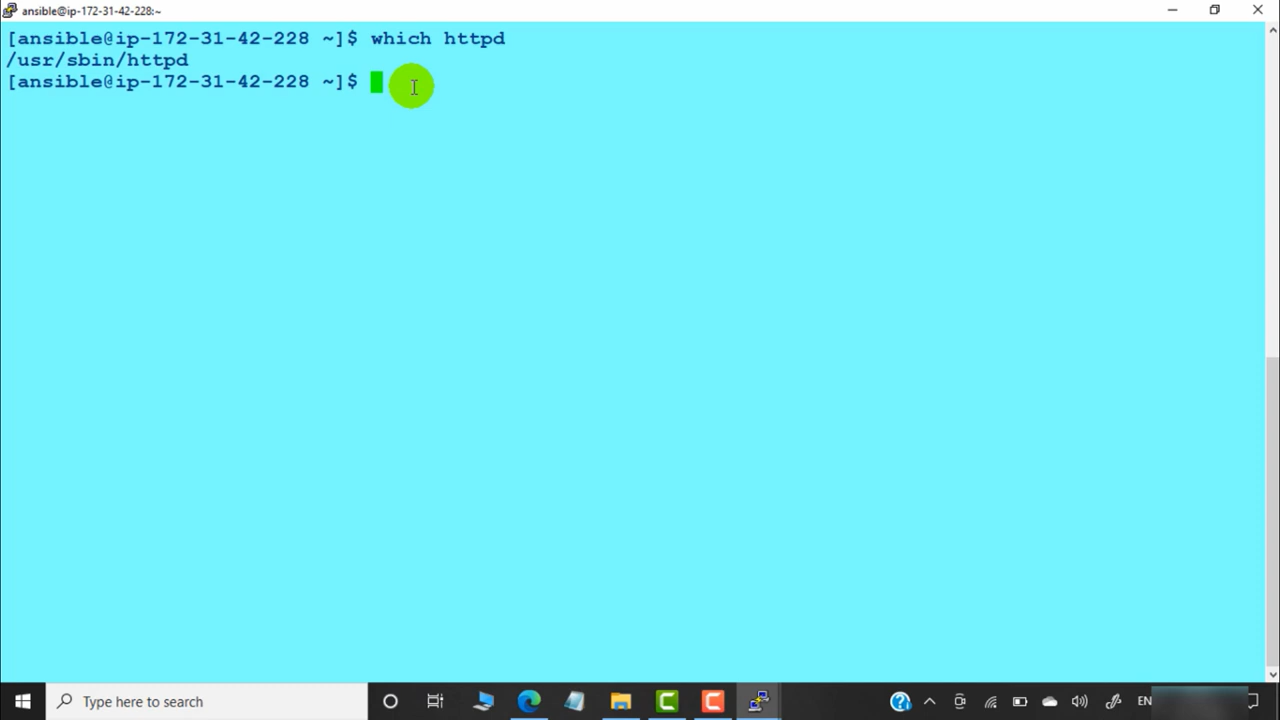 ansible@ip-172-31-42-228:~
[ansible@ip-172-31-42-228 ~]$ which httpd
/usr/sbin/httpd
[ansible@ip-172-31-42-228 ~]$
Type here to search
EN